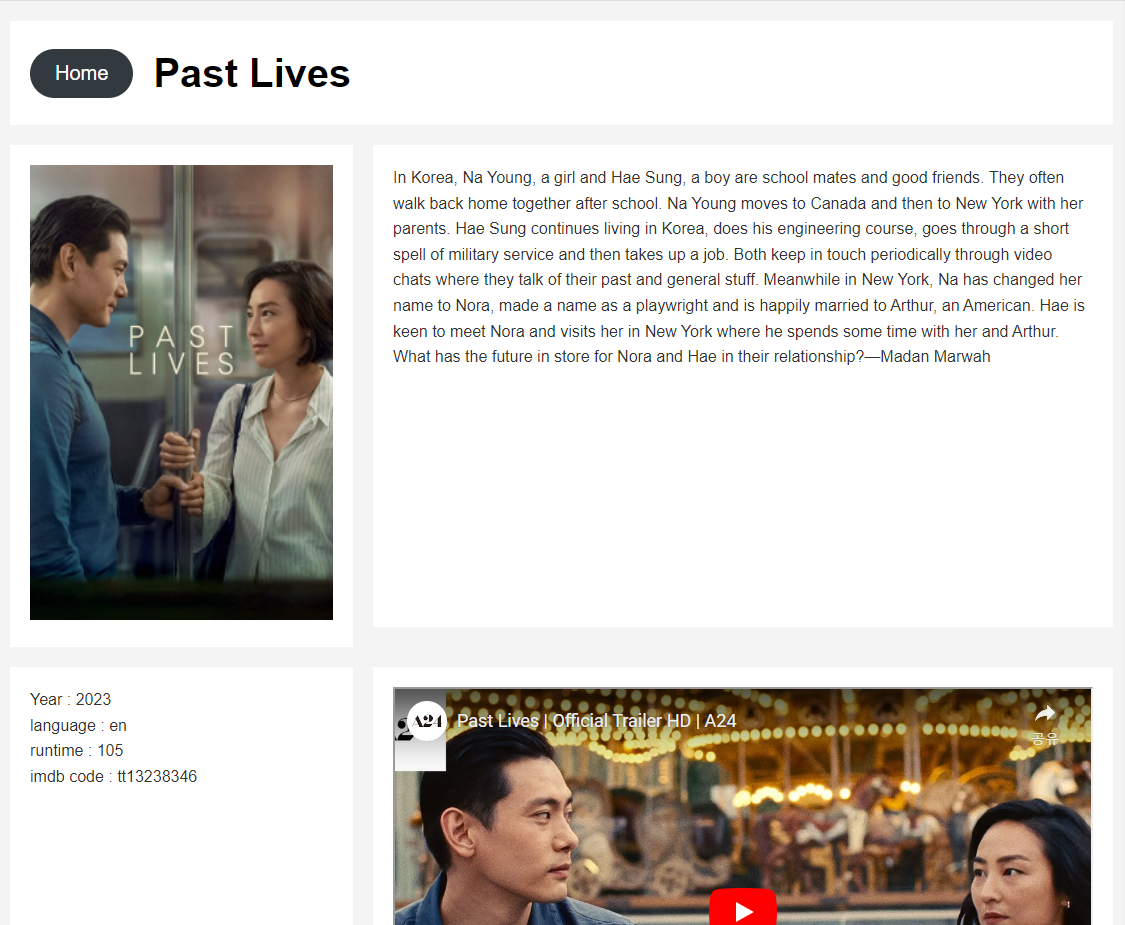 Home
Past Lives
PAST
LIVES
In Korea, Na Young, a girl and Hae Sung, a boy are school mates and good friends. They often
walk back home together after school. Na Young moves to Canada and then to New York with her
parents. Hae Sung continues living in Korea, does his engineering course, goes through a short
spell of military service and then takes up a job. Both keep in touch periodically through video
chats where they talk of their past and general stuff. Meanwhile in New York, Na has changed her
name to Nora, made a name as a playwright and is happily married to Arthur, an American. Hae is
keen to meet Nora and visits her in New York where he spends some time with her and Arthur.
What has the future in store for Nora and Hae in their relationship?—Madan Marwah
Year : 2023
language : en
runtime : 105
imdb code : tt13238346
A24
Past Lives | Official Trailer HD | A24
공유